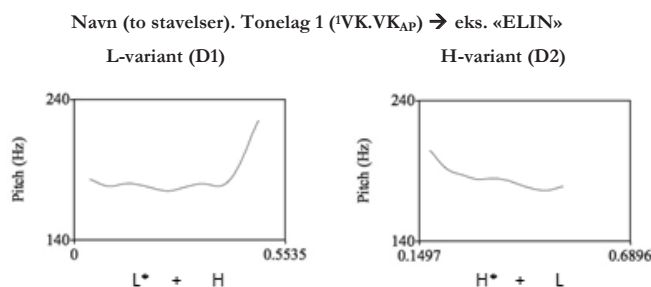 Navn (to stavelser). Tonelag 1 (¹VK.VKAP) → eks. «ELIN»
L-variant (D1)
240
Pitch (Hz)
140
0
0.5535
L* + H
H-variant (D2)
240
Pitch (Hz)
140
0.1497
0.6896
H* + L